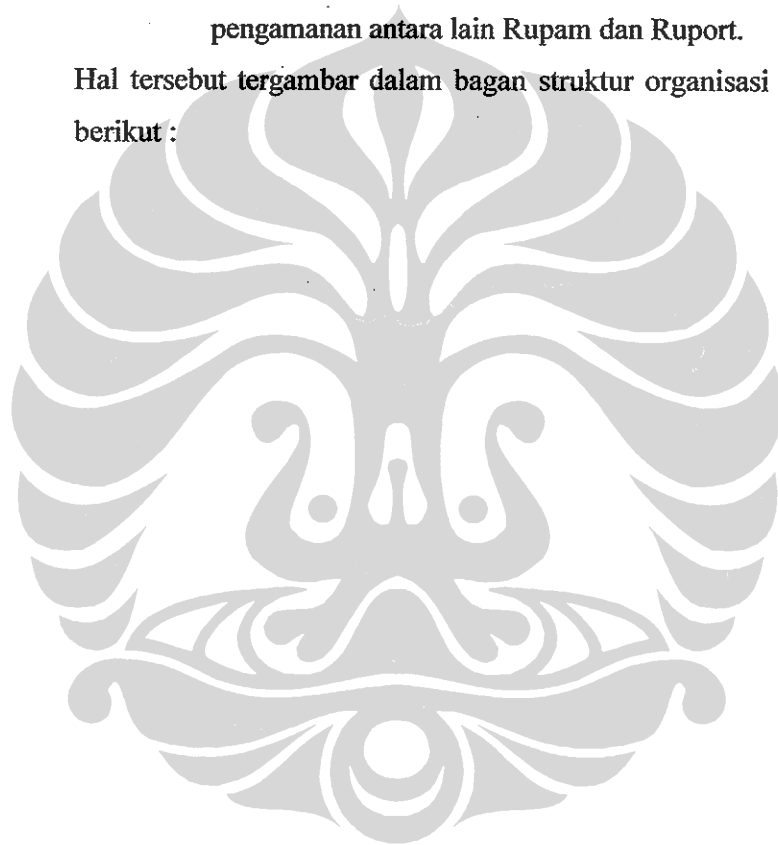 pengamanan antara lain Rupam dan Ruport.
Hal tersebut tergambar dalam bagan struktur organisasi
berikut :